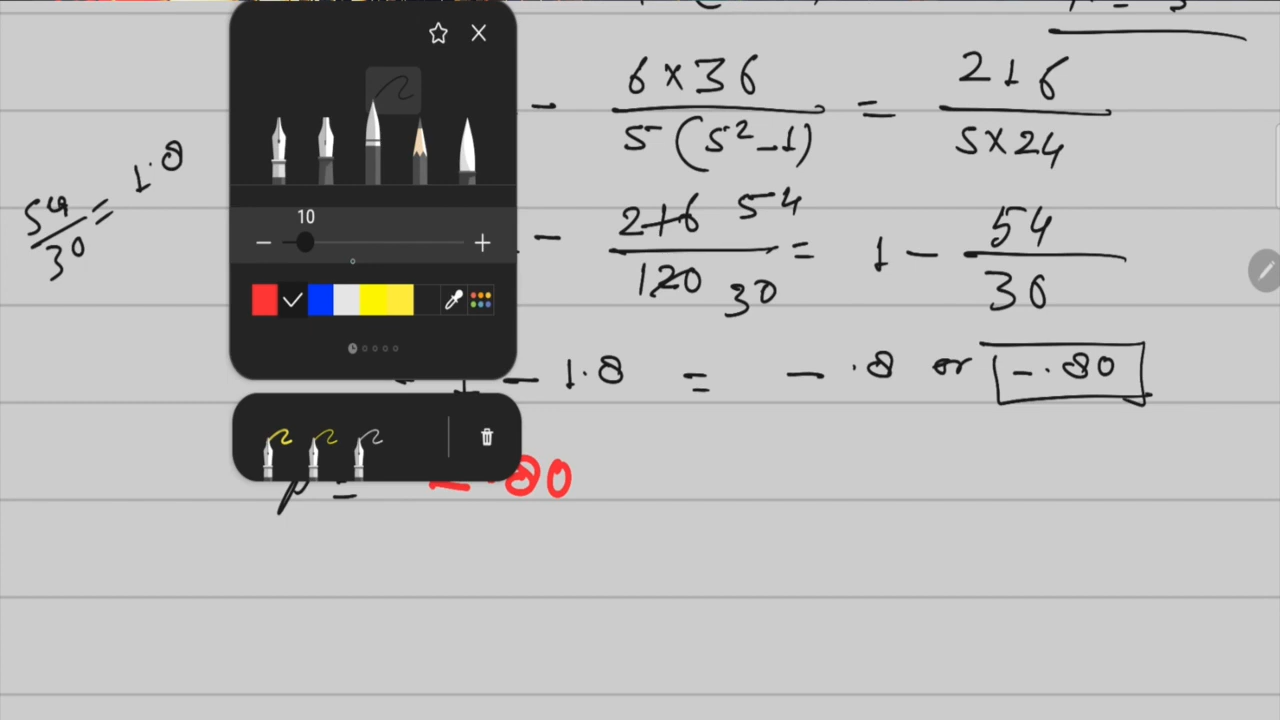 10
- 6 x 36 / 5 (5² - 1) = 216 / 5 x 24
54 / 30 = 1.8
- 216 54 / 120 30 = 1 - 54 / 30
- 1.8 = - .8 or - .80
= - .80